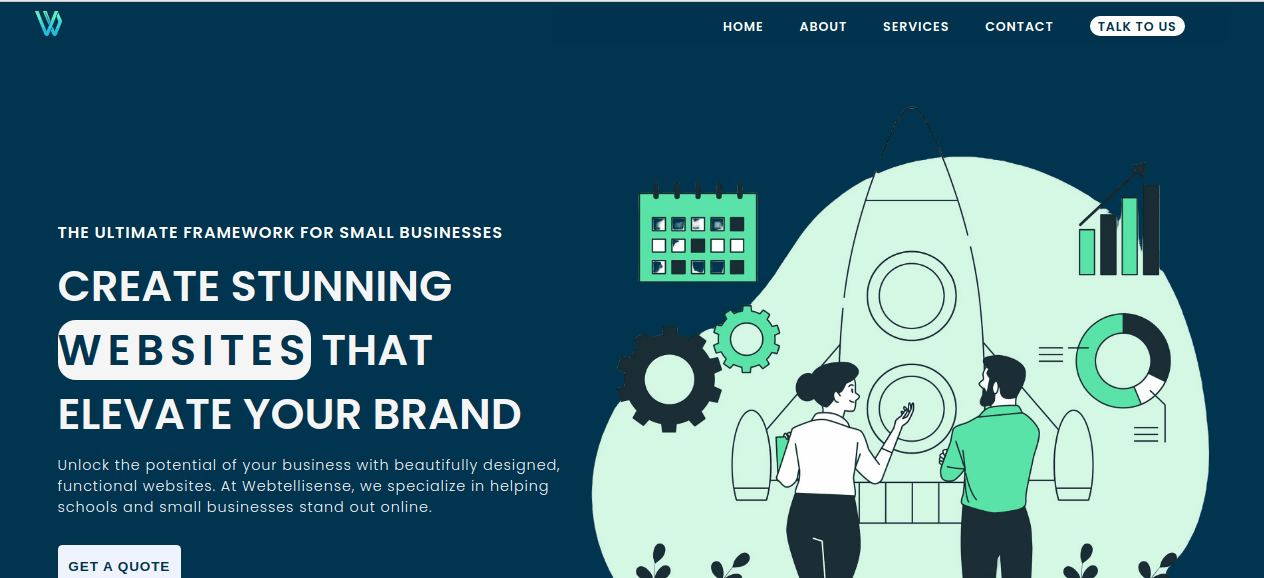 HOME ABOUT SERVICES CONTACT TALK TO US
THE ULTIMATE FRAMEWORK FOR SMALL BUSINESSES
CREATE STUNNING
WEBSITES THAT
ELEVATE YOUR BRAND
Unlock the potential of your business with beautifully designed,
functional websites. At Webtellisense, we specialize in helping
schools and small businesses stand out online.
GET A QUOTE